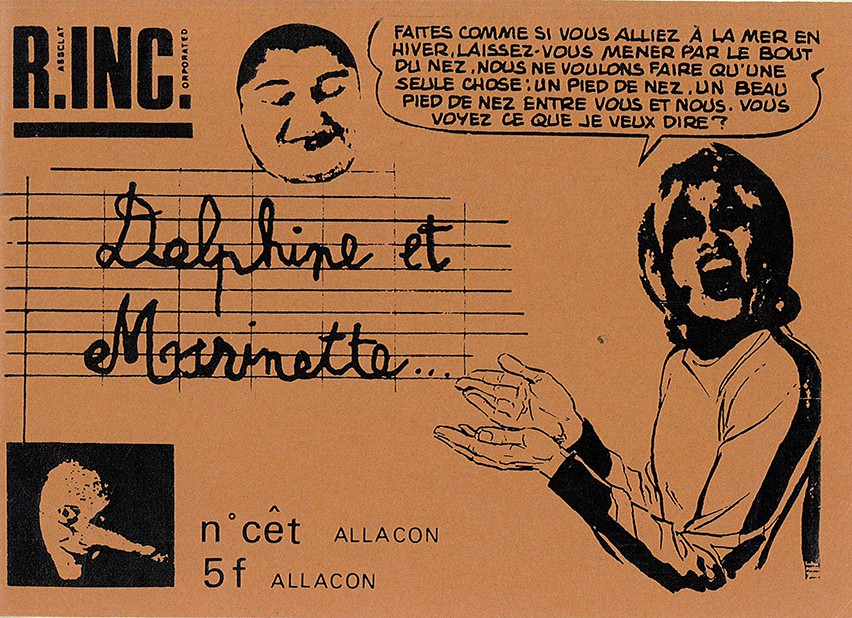 R.INC.
ASSCLAT
ORPORATED
FAITES COMME SI VOUS ALLIEZ À LA MER EN
HIVER, LAISSEZ-VOUS MENER PAR LE BOUT
DU NEZ, NOUS NE VOULONS FAIRE QU'UNE
SEULE CHOSE: UN PIED DE NEZ. UN BEAU
PIED DE NEZ ENTRE VOUS ET NOUS. VOUS
VOYEZ CE QUE JE VEUX DIRE?
Delphine et
Marinette...
n°cêt ALLACON
5f ALLACON